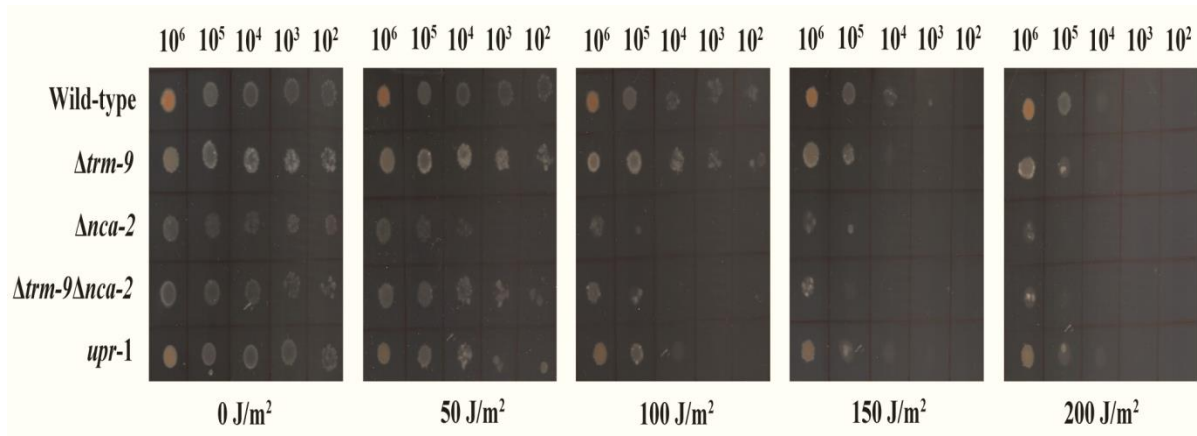 10⁶ 10⁵ 10⁴ 10³ 10² 10⁶ 10⁵ 10⁴ 10³ 10² 10⁶ 10⁵ 10⁴ 10³ 10² 10⁶ 10⁵ 10⁴ 10³ 10² 10⁶ 10⁵ 10⁴ 10³ 10²
Wild-type
Δtrm-9
Δnca-2
Δtrm-9Δnca-2
upr-1
0 J/m² 50 J/m² 100 J/m² 150 J/m² 200 J/m²